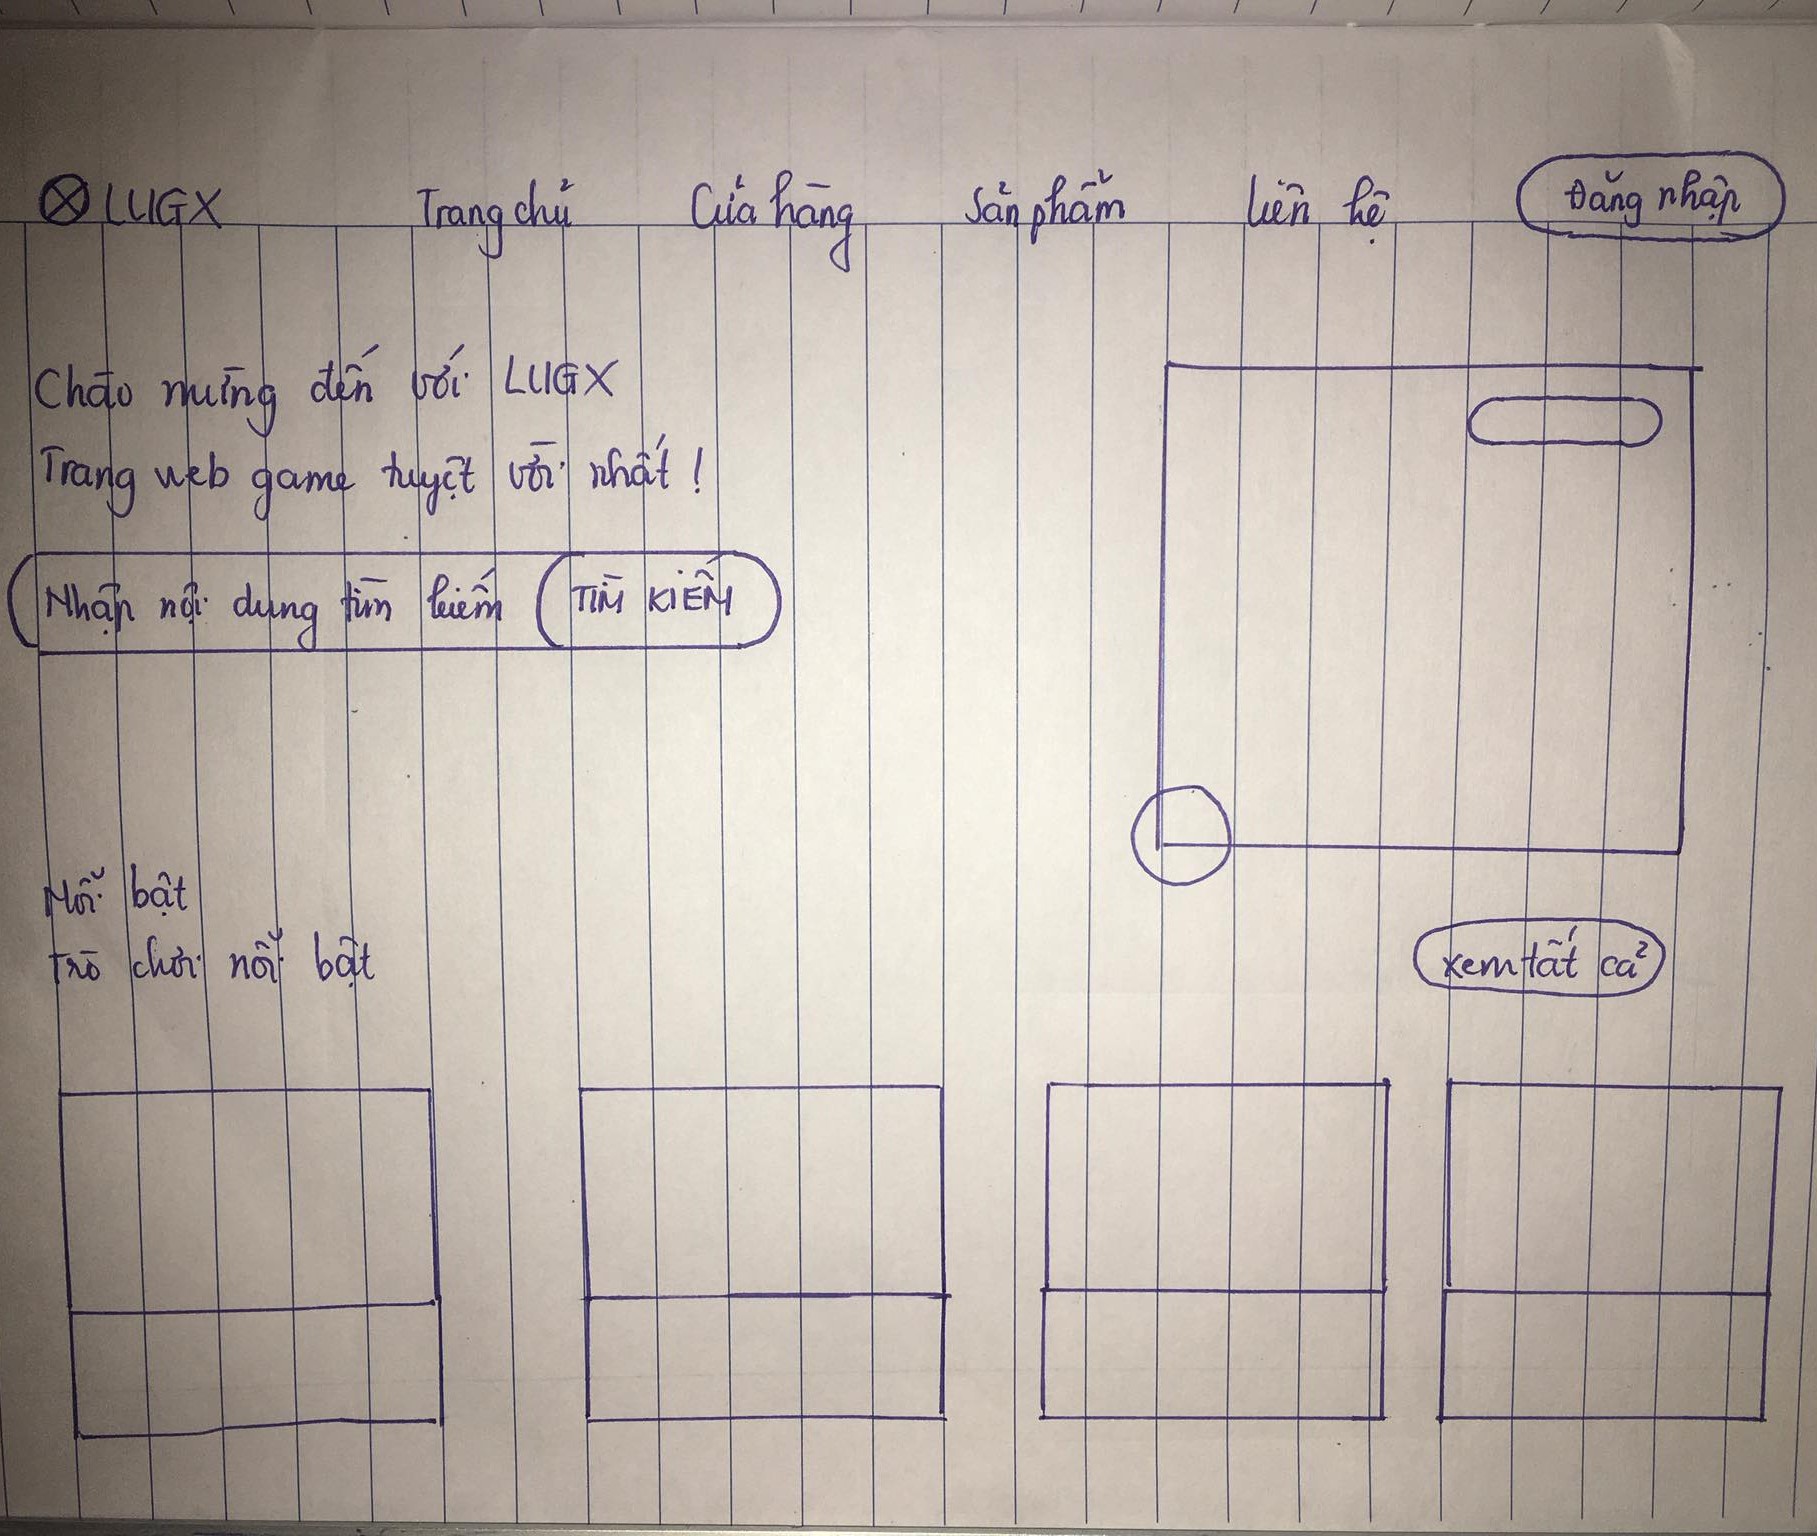 LUGX Trang chủ Cửa hàng Sản phẩm Liên hệ Đăng nhập
Chào mừng đến với LUGX
Trang web game tuyệt vời nhất !
Nhập nội dung tìm kiếm TÌM KIẾM
Nổi bật
Trò chơi nổi bật
xem tất cả